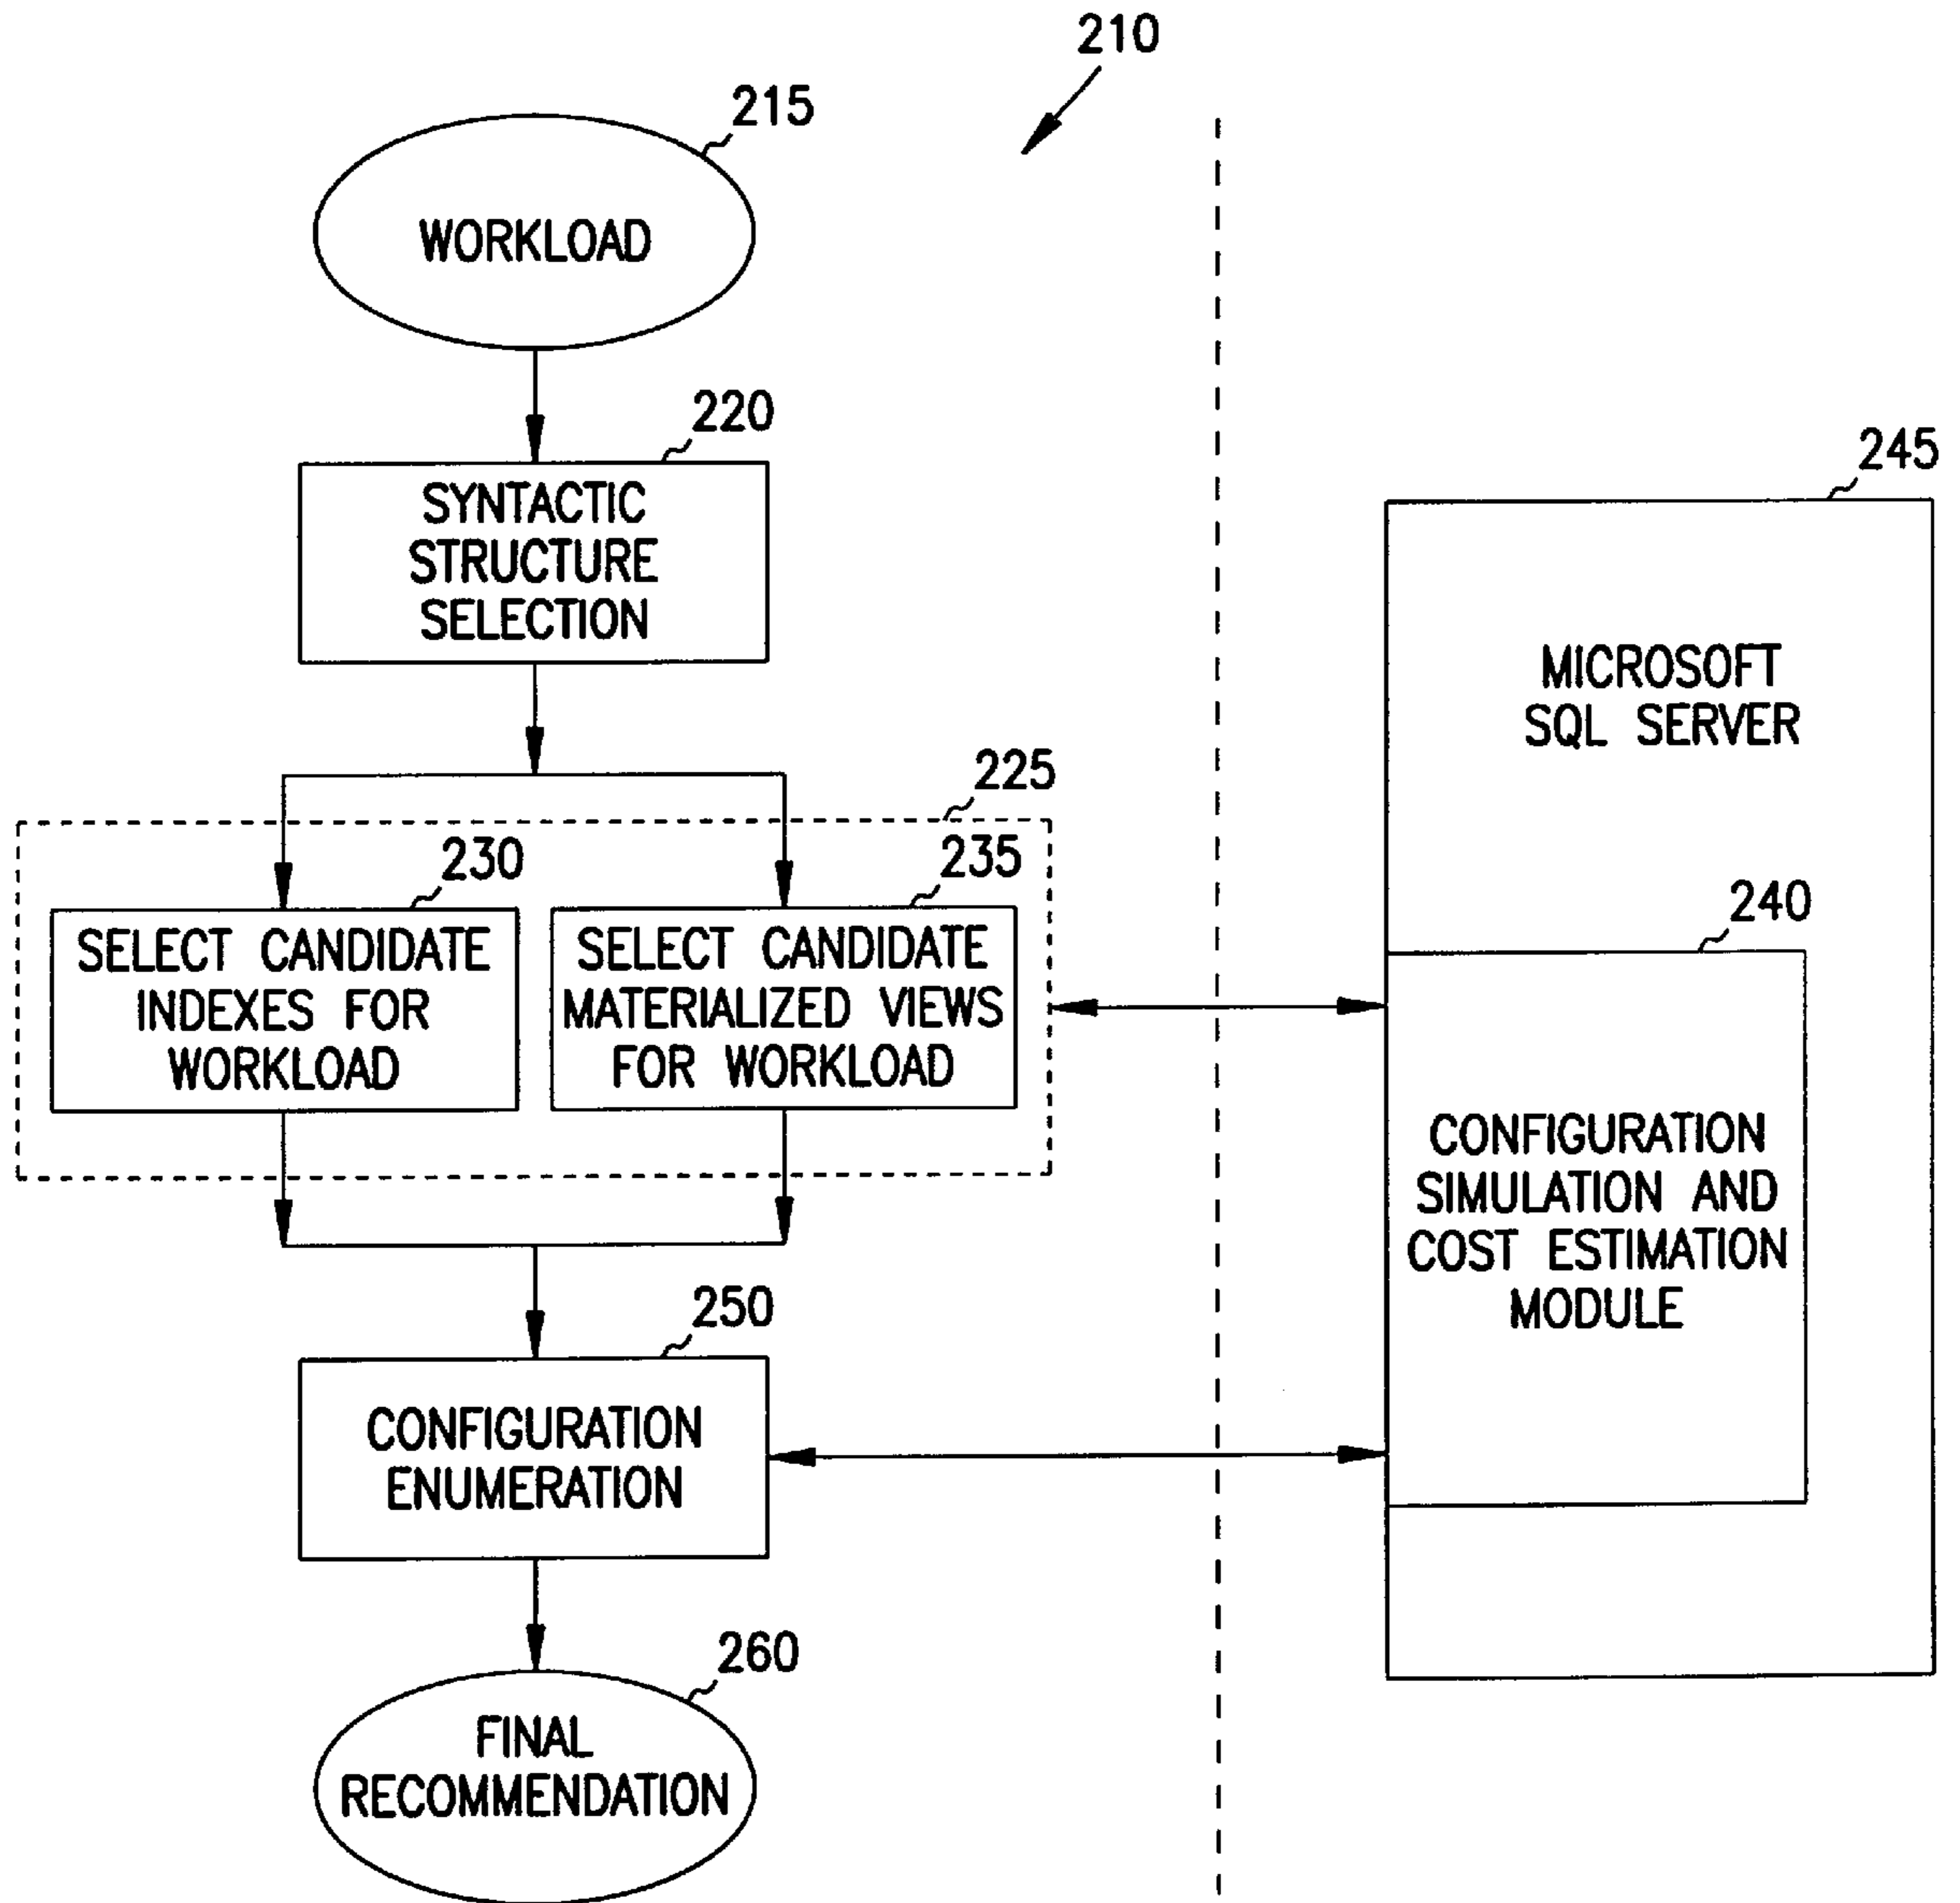 210
215
WORKLOAD
220
SYNTACTIC
STRUCTURE
SELECTION
225
230
SELECT CANDIDATE
INDEXES FOR
WORKLOAD
235
SELECT CANDIDATE
MATERIALIZED VIEWS
FOR WORKLOAD
245
MICROSOFT
SQL SERVER
240
CONFIGURATION
SIMULATION AND
COST ESTIMATION
MODULE
250
CONFIGURATION
ENUMERATION
260
FINAL
RECOMMENDATION